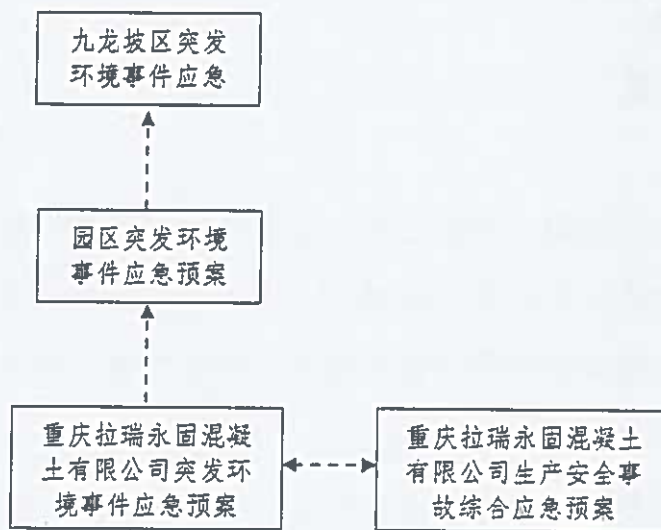 九龙坡区突发
环境事件应急
园区突发环境
事件应急预案
重庆拉瑞永固混凝
土有限公司突发环
境事件应急预案
重庆拉瑞永固混凝土
有限公司生产安全事
故综合应急预案